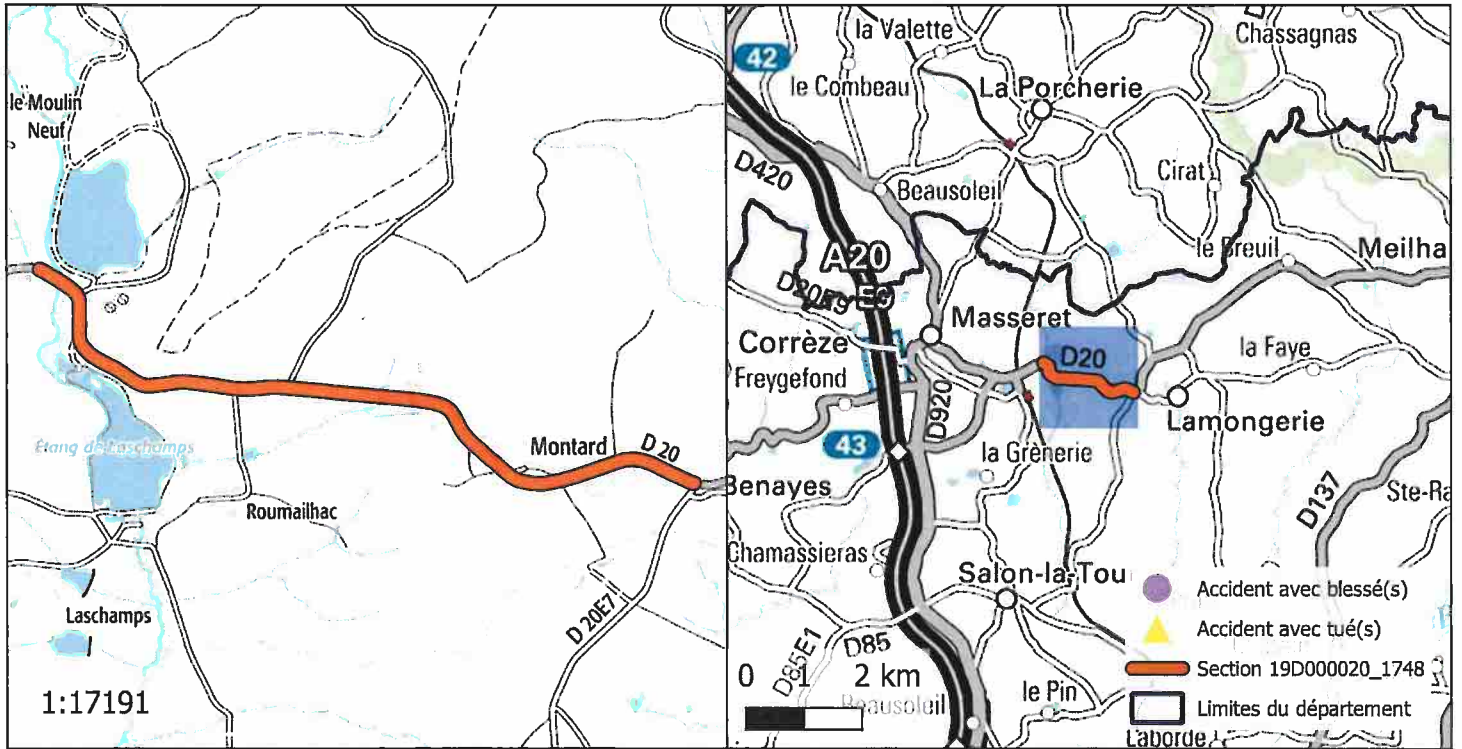 le Moulin
Neuf
Étang de Laschamps
Montard
D 20
Roumailhac
Laschamps
D 20E7
1:17191
la Valette
Chassagnas
42
le Combeau
La Porcherie
D420
Beausoleil
Cirat
le Breuil
Meilha
A20
D20E9
E9
Masseret
Corrèze
D20
la Faye
Freygefond
D920
Lamongerie
43
la Grènerie
Benayes
D137
Ste-Ra
Chamassieras
Salon-la-Tou
D85
D85E1
0 1 2 km
le Pin
Beausoleil
Accident avec blessé(s)
Accident avec tué(s)
Section 19D000020_1748
Limites du département
Laborde